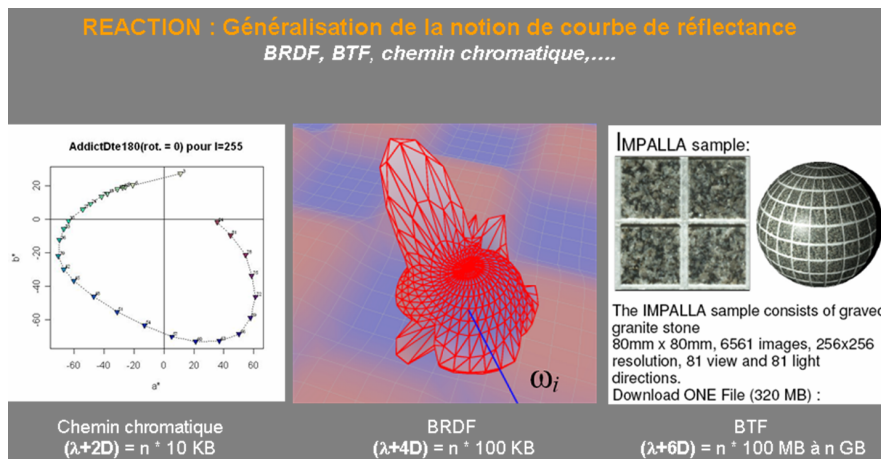 REACTION : Généralisation de la notion de courbe de réflectance
BRDF, BTF, chemin chromatique,....
AddictDte180(rot. = 0) pour I=255
20
0
-20
-40
-60
b*
-60
-40
-20
0
20
40
60
a*
ωi
IMPALLA sample:
The IMPALLA sample consists of graved
granite stone
80mm x 80mm, 6561 images, 256x256
resolution, 81 view and 81 light
directions.
Download ONE File (320 MB) :
Chemin chromatique
(λ+2D) = n * 10 KB
BRDF
(λ+4D) = n * 100 KB
BTF
(λ+6D) = n * 100 MB à n GB